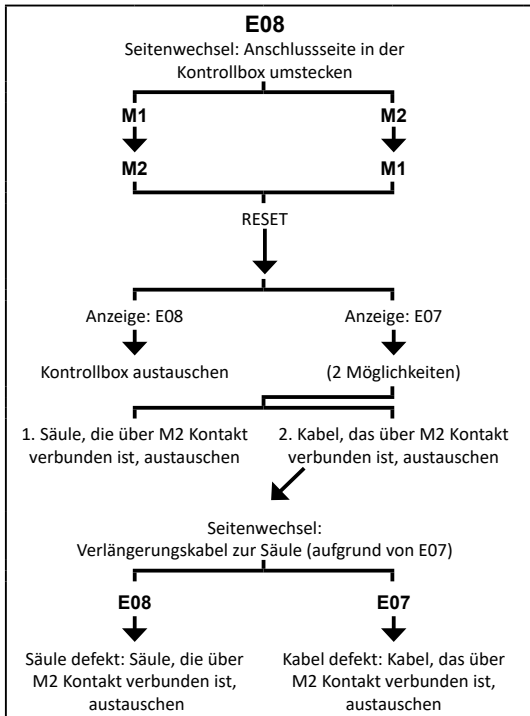 E08
Seitenwechsel: Anschlussseite in der
Kontrollbox umstecken
M1
M2
M2
M1
RESET
Anzeige: E08
Anzeige: E07
Kontrollbox austauschen
(2 Möglichkeiten)
1. Säule, die über M2 Kontakt
verbunden ist, austauschen
2. Kabel, das über M2 Kontakt
verbunden ist, austauschen
Seitenwechsel:
Verlängerungskabel zur Säule (aufgrund von E07)
E08
E07
Säule defekt: Säule, die über
M2 Kontakt verbunden ist,
austauschen
Kabel defekt: Kabel, das über
M2 Kontakt verbunden ist,
austauschen